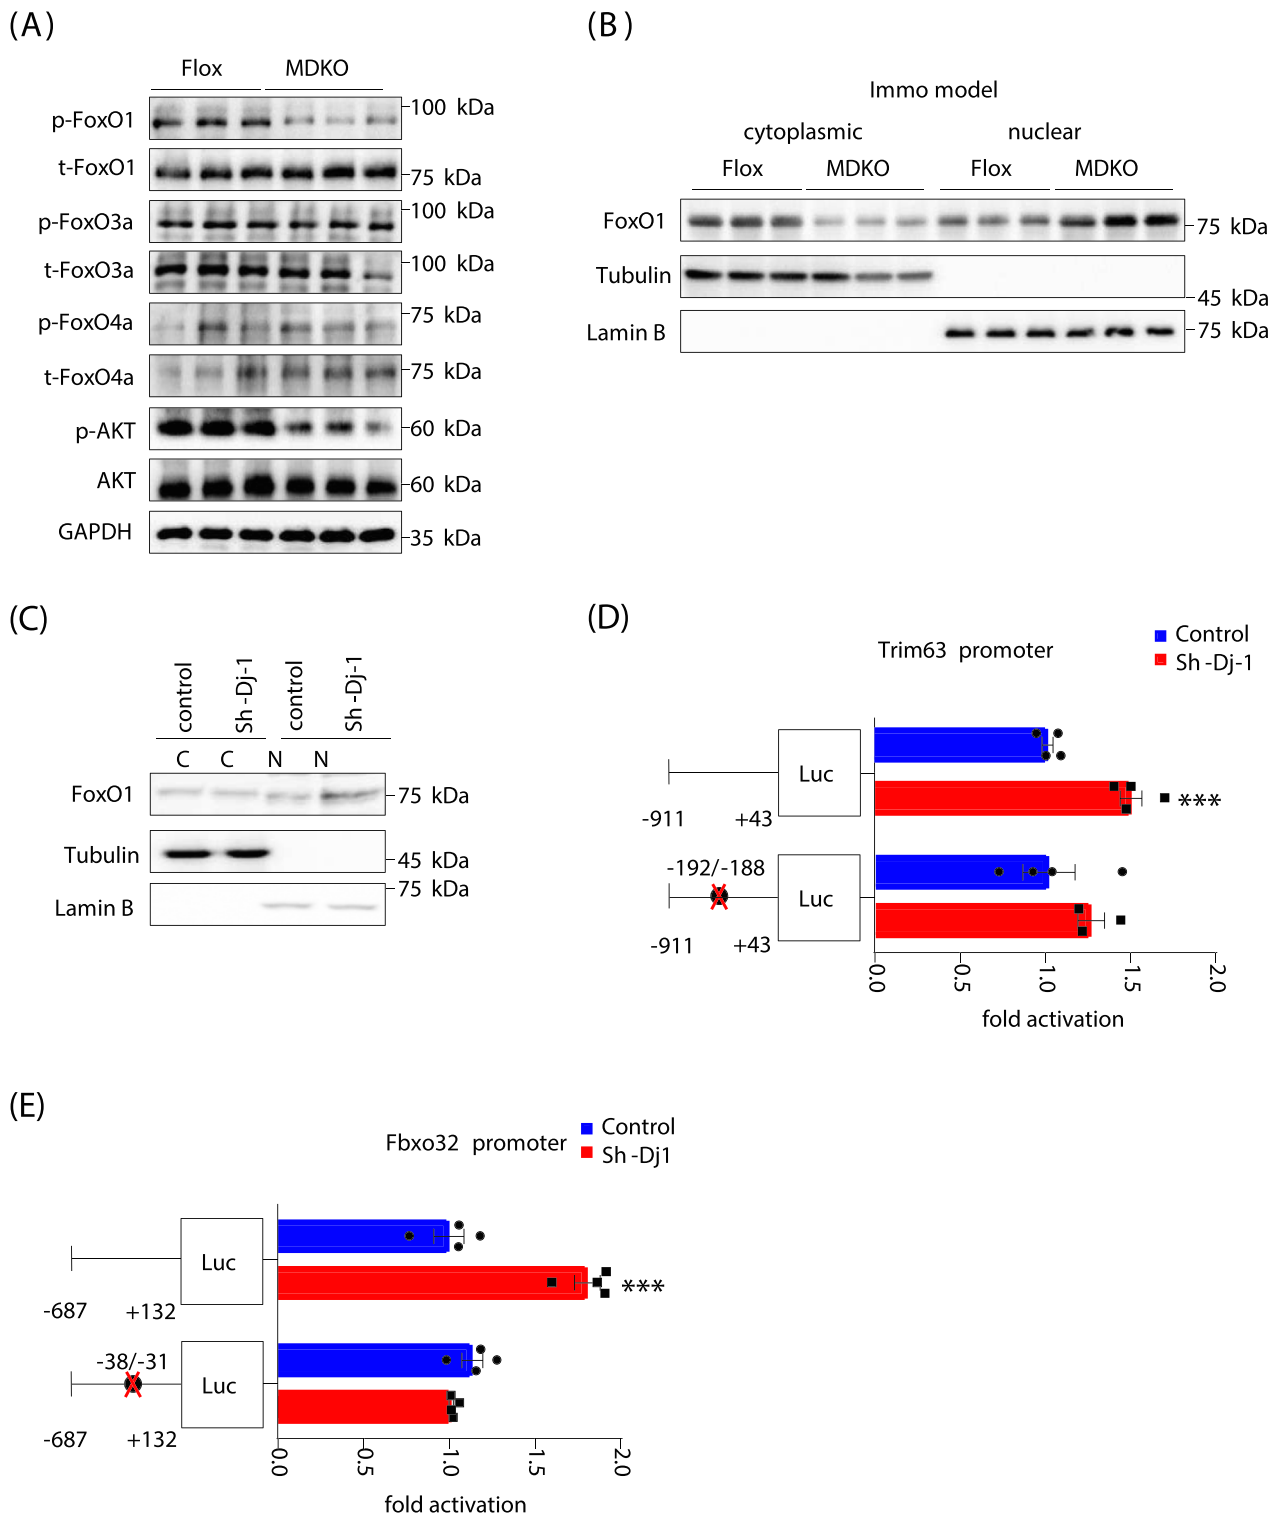 (A)
Flox MDKO
p-FoxO1 100 kDa
t-FoxO1 75 kDa
p-FoxO3a 100 kDa
t-FoxO3a 100 kDa
p-FoxO4a 75 kDa
t-FoxO4a 75 kDa
p-AKT 60 kDa
AKT 60 kDa
GAPDH 35 kDa
(B)
Immo model
cytoplasmic nuclear
Flox MDKO Flox MDKO
FoxO1 75 kDa
Tubulin 45 kDa
Lamin B 75 kDa
(C)
control Sh-Dj-1 control Sh-Dj-1
C C N N
FoxO1 75 kDa
Tubulin 45 kDa
75 kDa
Lamin B
(D)
Trim63 promoter
Control
Sh-Dj-1
Luc
-911 +43
***
-192/-188
Luc
-911 +43
0.0 0.5 1.0 1.5 2.0
fold activation
(E)
Fbxo32 promoter
Control
Sh-Dj1
Luc
-687 +132
***
-38/-31
Luc
-687 +132
0.0 0.5 1.0 1.5 2.0
fold activation